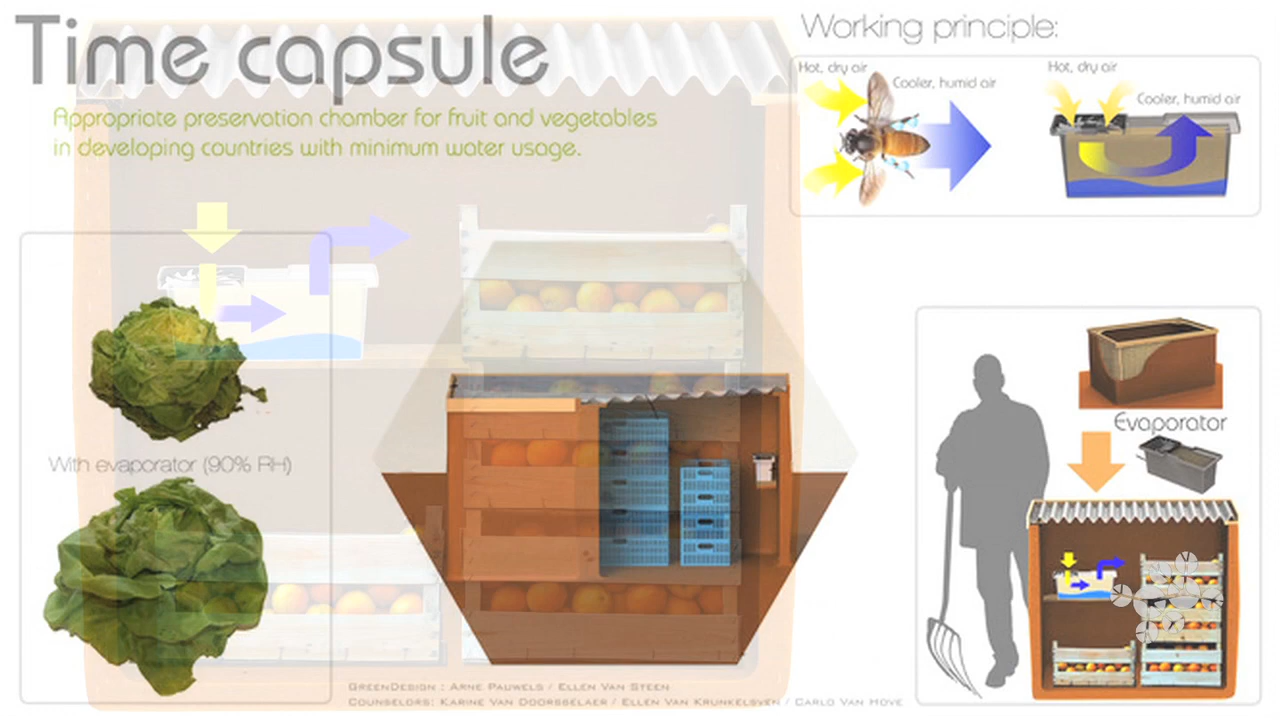 Time capsule
Appropriate preservation chamber for fruit and vegetables
in developing countries with minimum water usage.
Working principle:
Hot, dry air
Cooler, humid air
Hot, dry air
Cooler, humid air
With evaporator (90% RH)
Evaporator
GreenDesign : Arne Pauwels / Ellen Van Steen
Counselors: Karine Van Doorsselaer / Ellen Van Krunkelsven / Carlo Van Hove